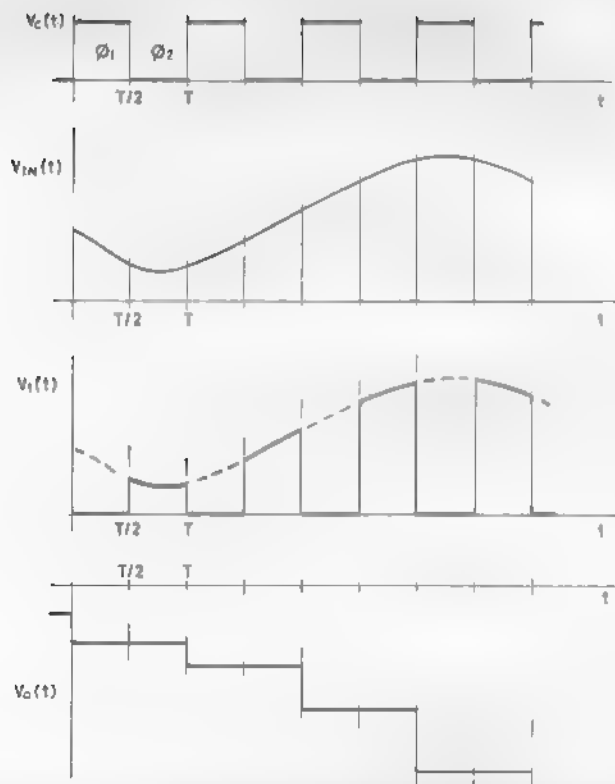 Vc(t)
Ø1 Ø2
T/2 T t
VIN(t)
T/2 T t
V1(t)
T/2 T t
T/2 T t
Vo(t)